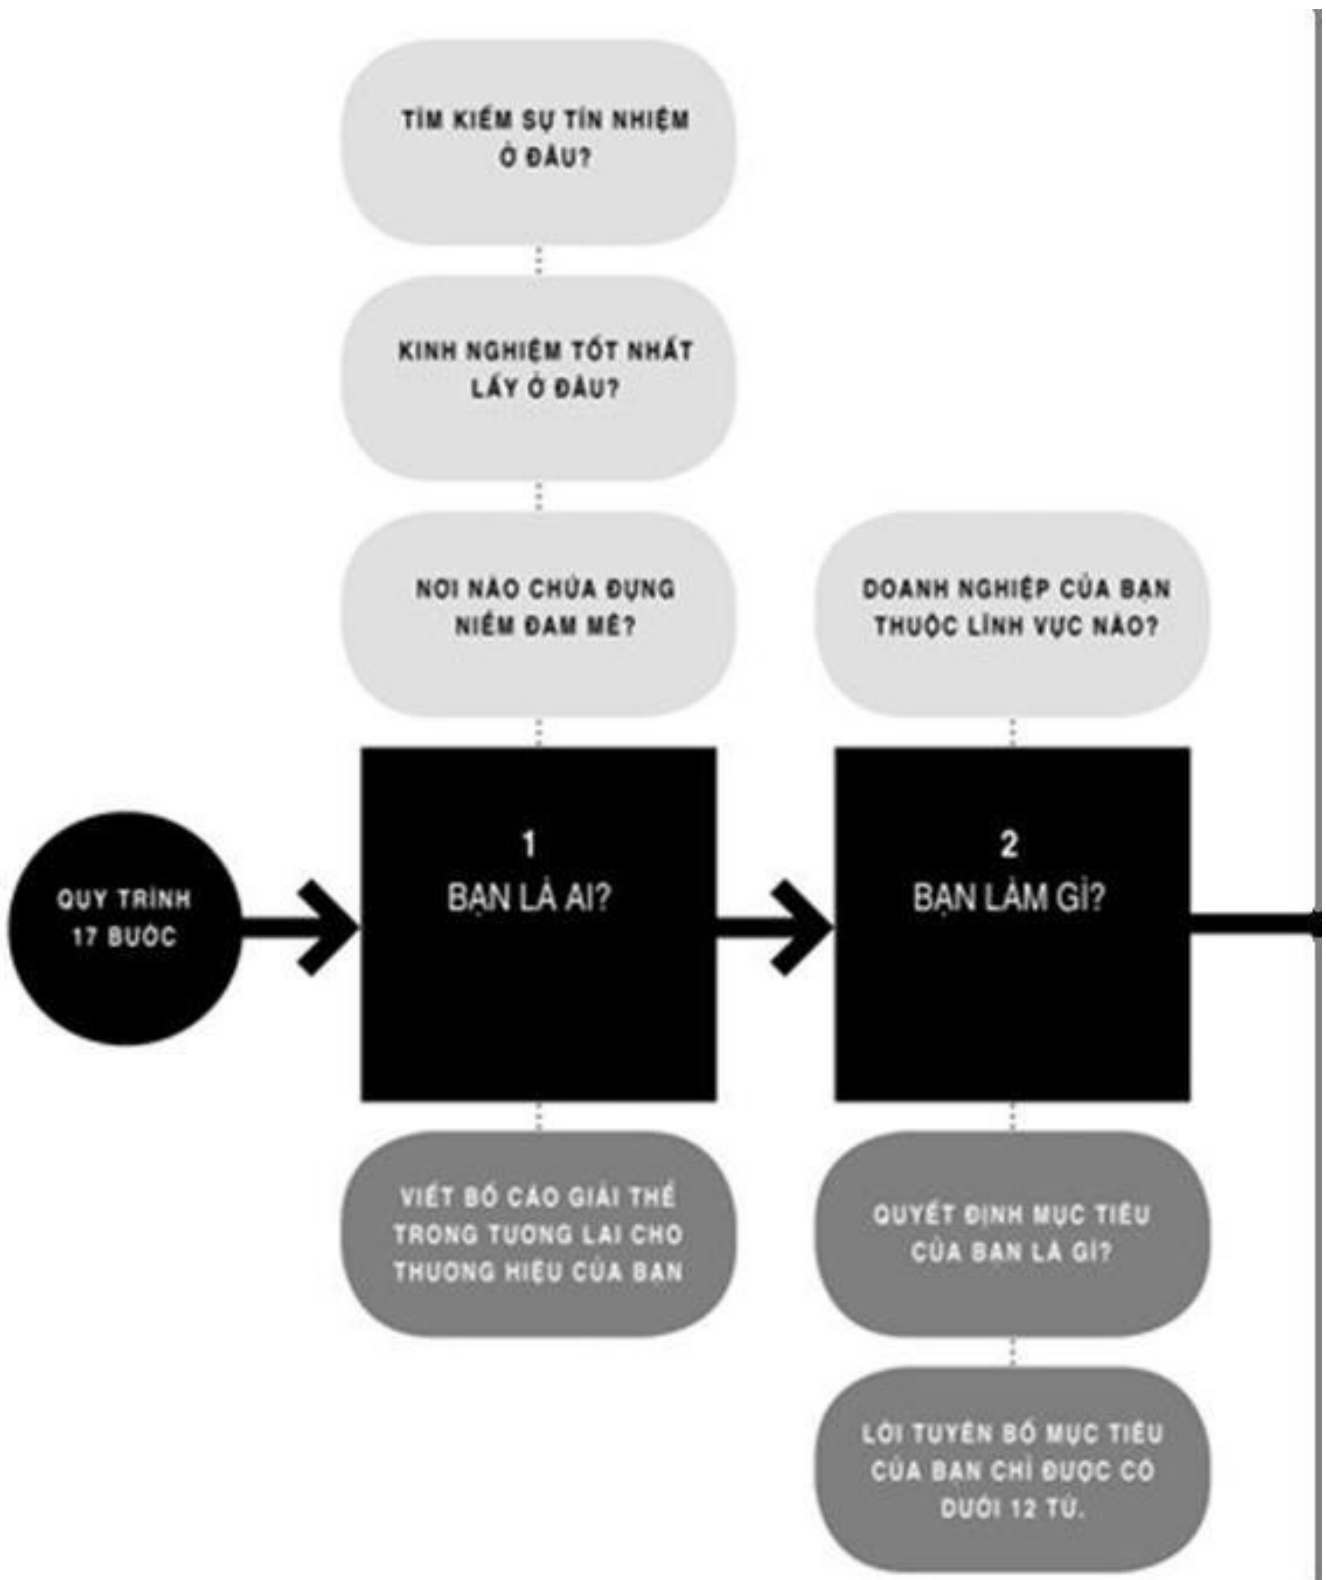 TÌM KIẾM SỰ TÍN NHIỆM
Ở ĐÂU?
KINH NGHIỆM TỐT NHẤT
LẤY Ở ĐÂU?
NƠI NÀO CHỨA ĐỰNG
NIỀM ĐAM MÊ?
DOANH NGHIỆP CỦA BẠN
THUỘC LĨNH VỰC NÀO?
QUY TRÌNH
17 BƯỚC
1
BẠN LÀ AI?
2
BẠN LÀM GÌ?
VIẾT BỐ CÁO GIẢI THỂ
TRONG TƯƠNG LAI CHO
THƯƠNG HIỆU CỦA BẠN
QUYẾT ĐỊNH MỤC TIÊU
CỦA BẠN LÀ GÌ?
LỜI TUYÊN BỐ MỤC TIÊU
CỦA BẠN CHỈ ĐƯỢC CÓ
DƯỚI 12 TỪ.